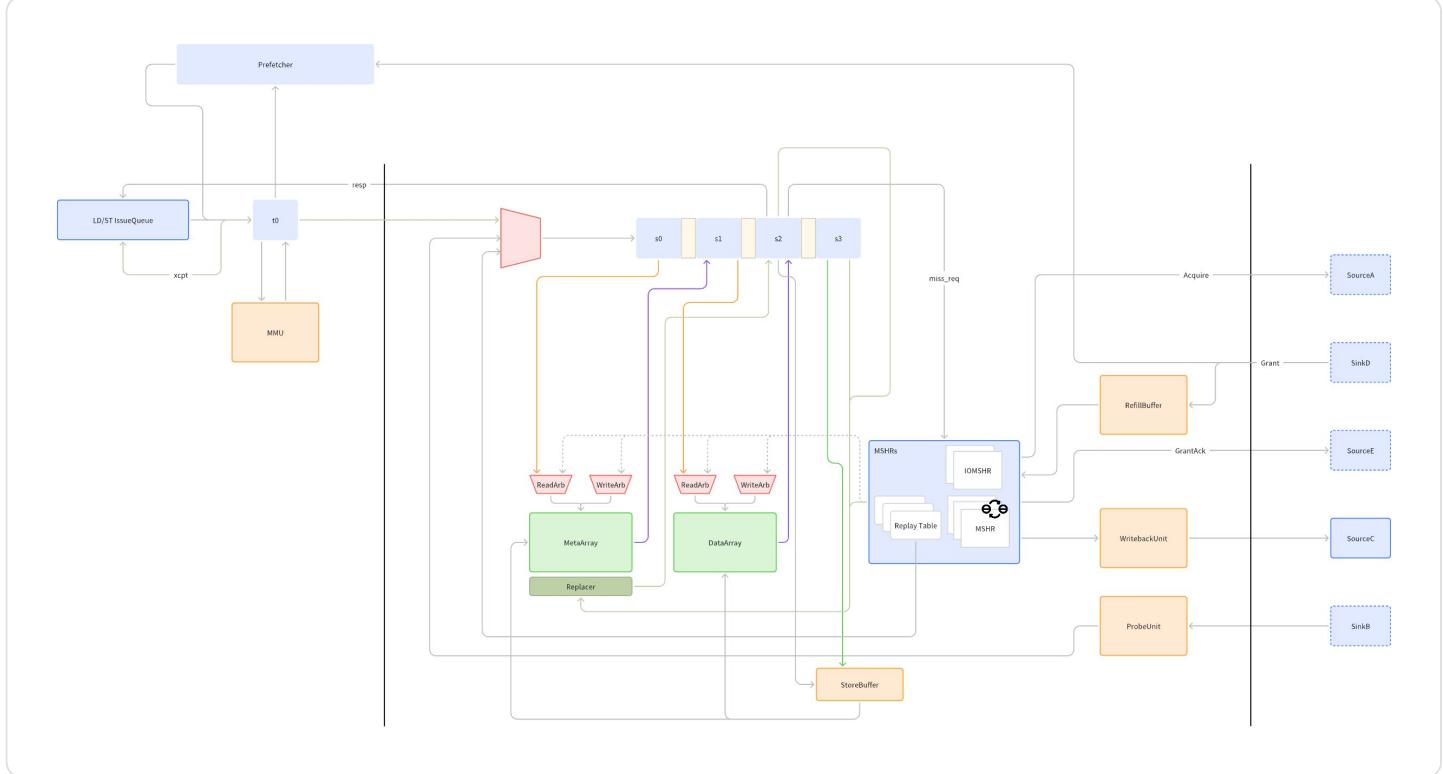 Prefetcher
resp
LD/ST IssueQueue
t0
s0
s1
s2
s3
xcpt
miss_req
Acquire
SourceA
MMU
Grant
SinkD
RefillBuffer
MSHRs
IOMSHR
GrantAck
SourceE
ReadArb
WriteArb
ReadArb
WriteArb
Replay Table
MSHR
MetaArray
DataArray
WritebackUnit
SourceC
Replacer
ProbeUnit
SinkB
StoreBuffer